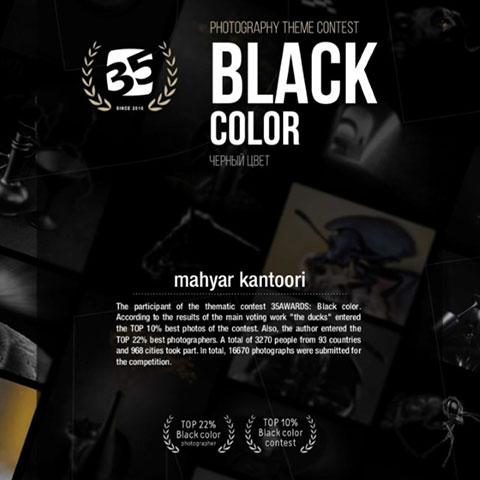 PHOTOGRAPHY THEME CONTEST
35
SINCE 2015
BLACK
COLOR
ЧЕРНЫЙ ЦВЕТ
mahyar kantoori
The participant of the thematic contest 35AWARDS: Black color.
According to the results of the main voting work "the ducks" entered
the TOP 10% best photos of the contest. Also, the author entered the
TOP 22% best photographers. A total of 3270 people from 93 countries
and 968 cities took part. In total, 16670 photographs were submitted for
the competition.
TOP 22%
Black color
photographer
TOP 10%
Black color
contest